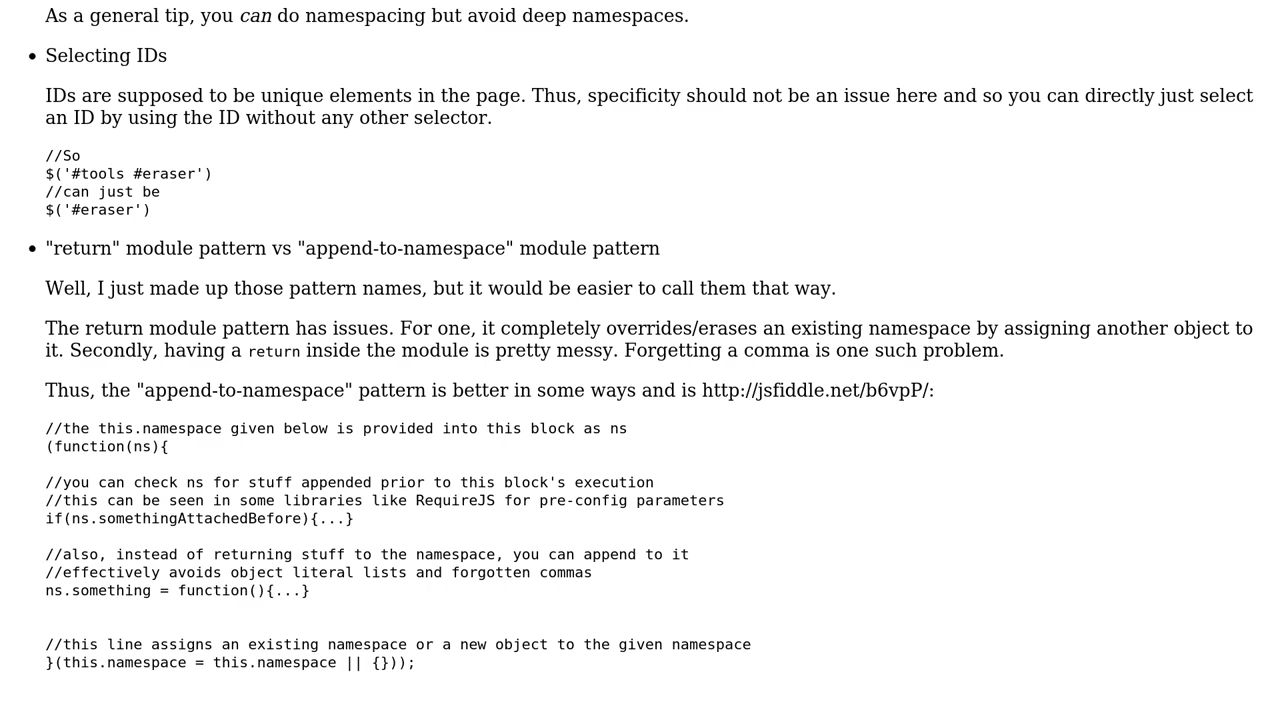 As a general tip, you can do namespacing but avoid deep namespaces.
• Selecting IDs
IDs are supposed to be unique elements in the page. Thus, specificity should not be an issue here and so you can directly just select
an ID by using the ID without any other selector.
//So
$('#tools #eraser')
//can just be
$('#eraser')
• "return" module pattern vs "append-to-namespace" module pattern
Well, I just made up those pattern names, but it would be easier to call them that way.
The return module pattern has issues. For one, it completely overrides/erases an existing namespace by assigning another object to
it. Secondly, having a return inside the module is pretty messy. Forgetting a comma is one such problem.
Thus, the "append-to-namespace" pattern is better in some ways and is http://jsfiddle.net/b6vpP/:
//the this.namespace given below is provided into this block as ns
(function(ns){
//you can check ns for stuff appended prior to this block's execution
//this can be seen in some libraries like RequireJS for pre-config parameters
if(ns.somethingAttachedBefore){...}
//also, instead of returning stuff to the namespace, you can append to it
//effectively avoids object literal lists and forgotten commas
ns.something = function(){...}
//this line assigns an existing namespace or a new object to the given namespace
}(this.namespace = this.namespace || {}));